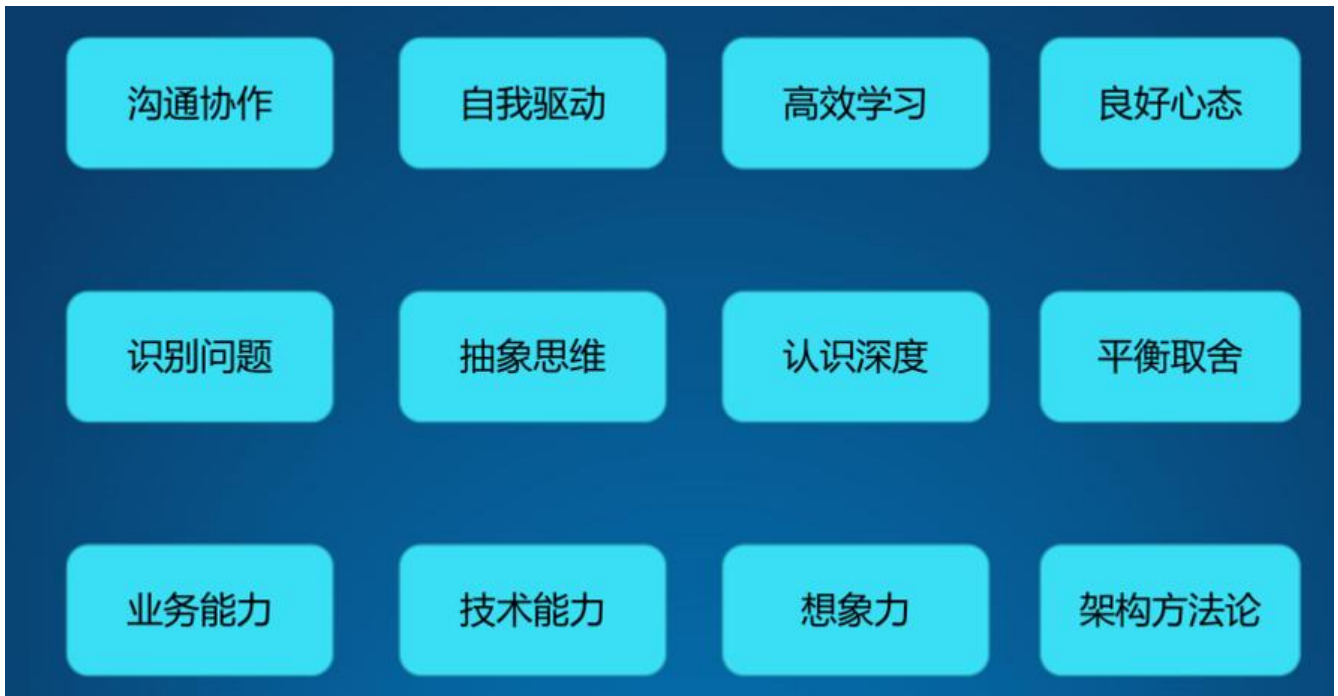 沟通协作
自我驱动
高效学习
良好心态
识别问题
抽象思维
认识深度
平衡取舍
业务能力
技术能力
想象力
架构方法论